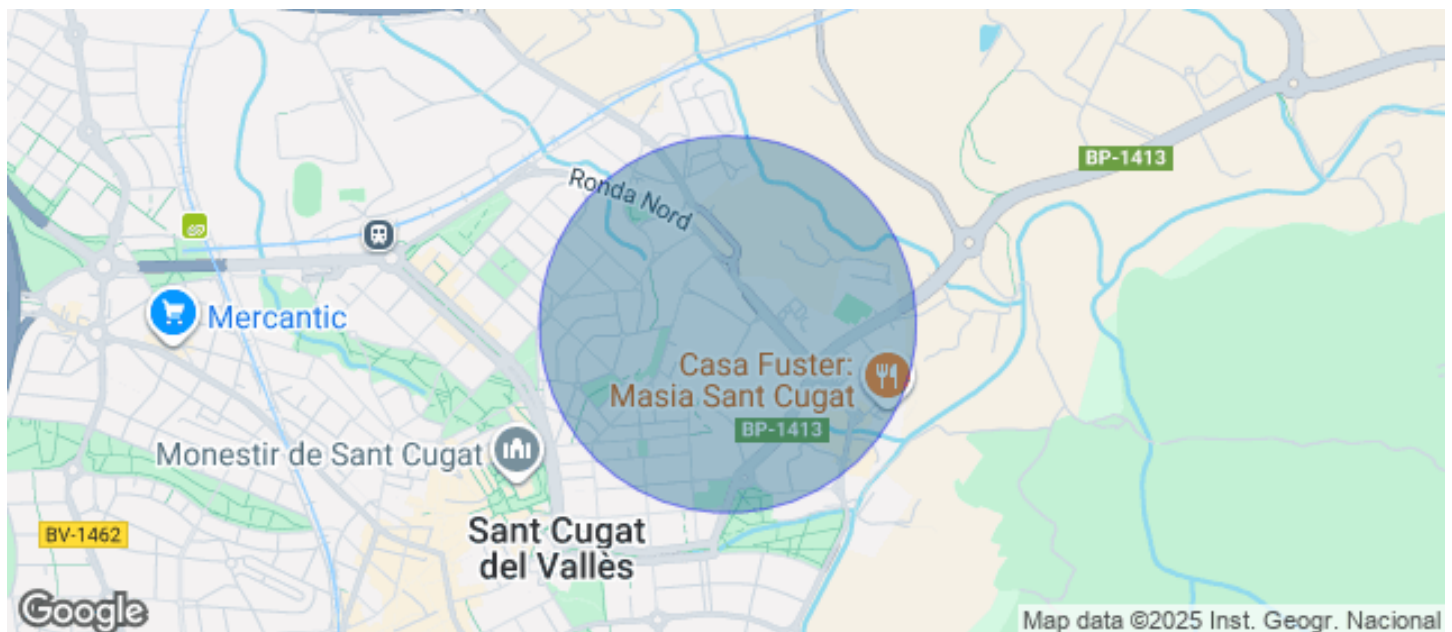 BP-1413
Ronda Nord
Mercantic
Casa Fuster:
Masia Sant Cugat
BP-1413
Monestir de Sant Cugat
Sant Cugat
del Vallès
BV-1462
Google
Map data ©2025 Inst. Geogr. Nacional